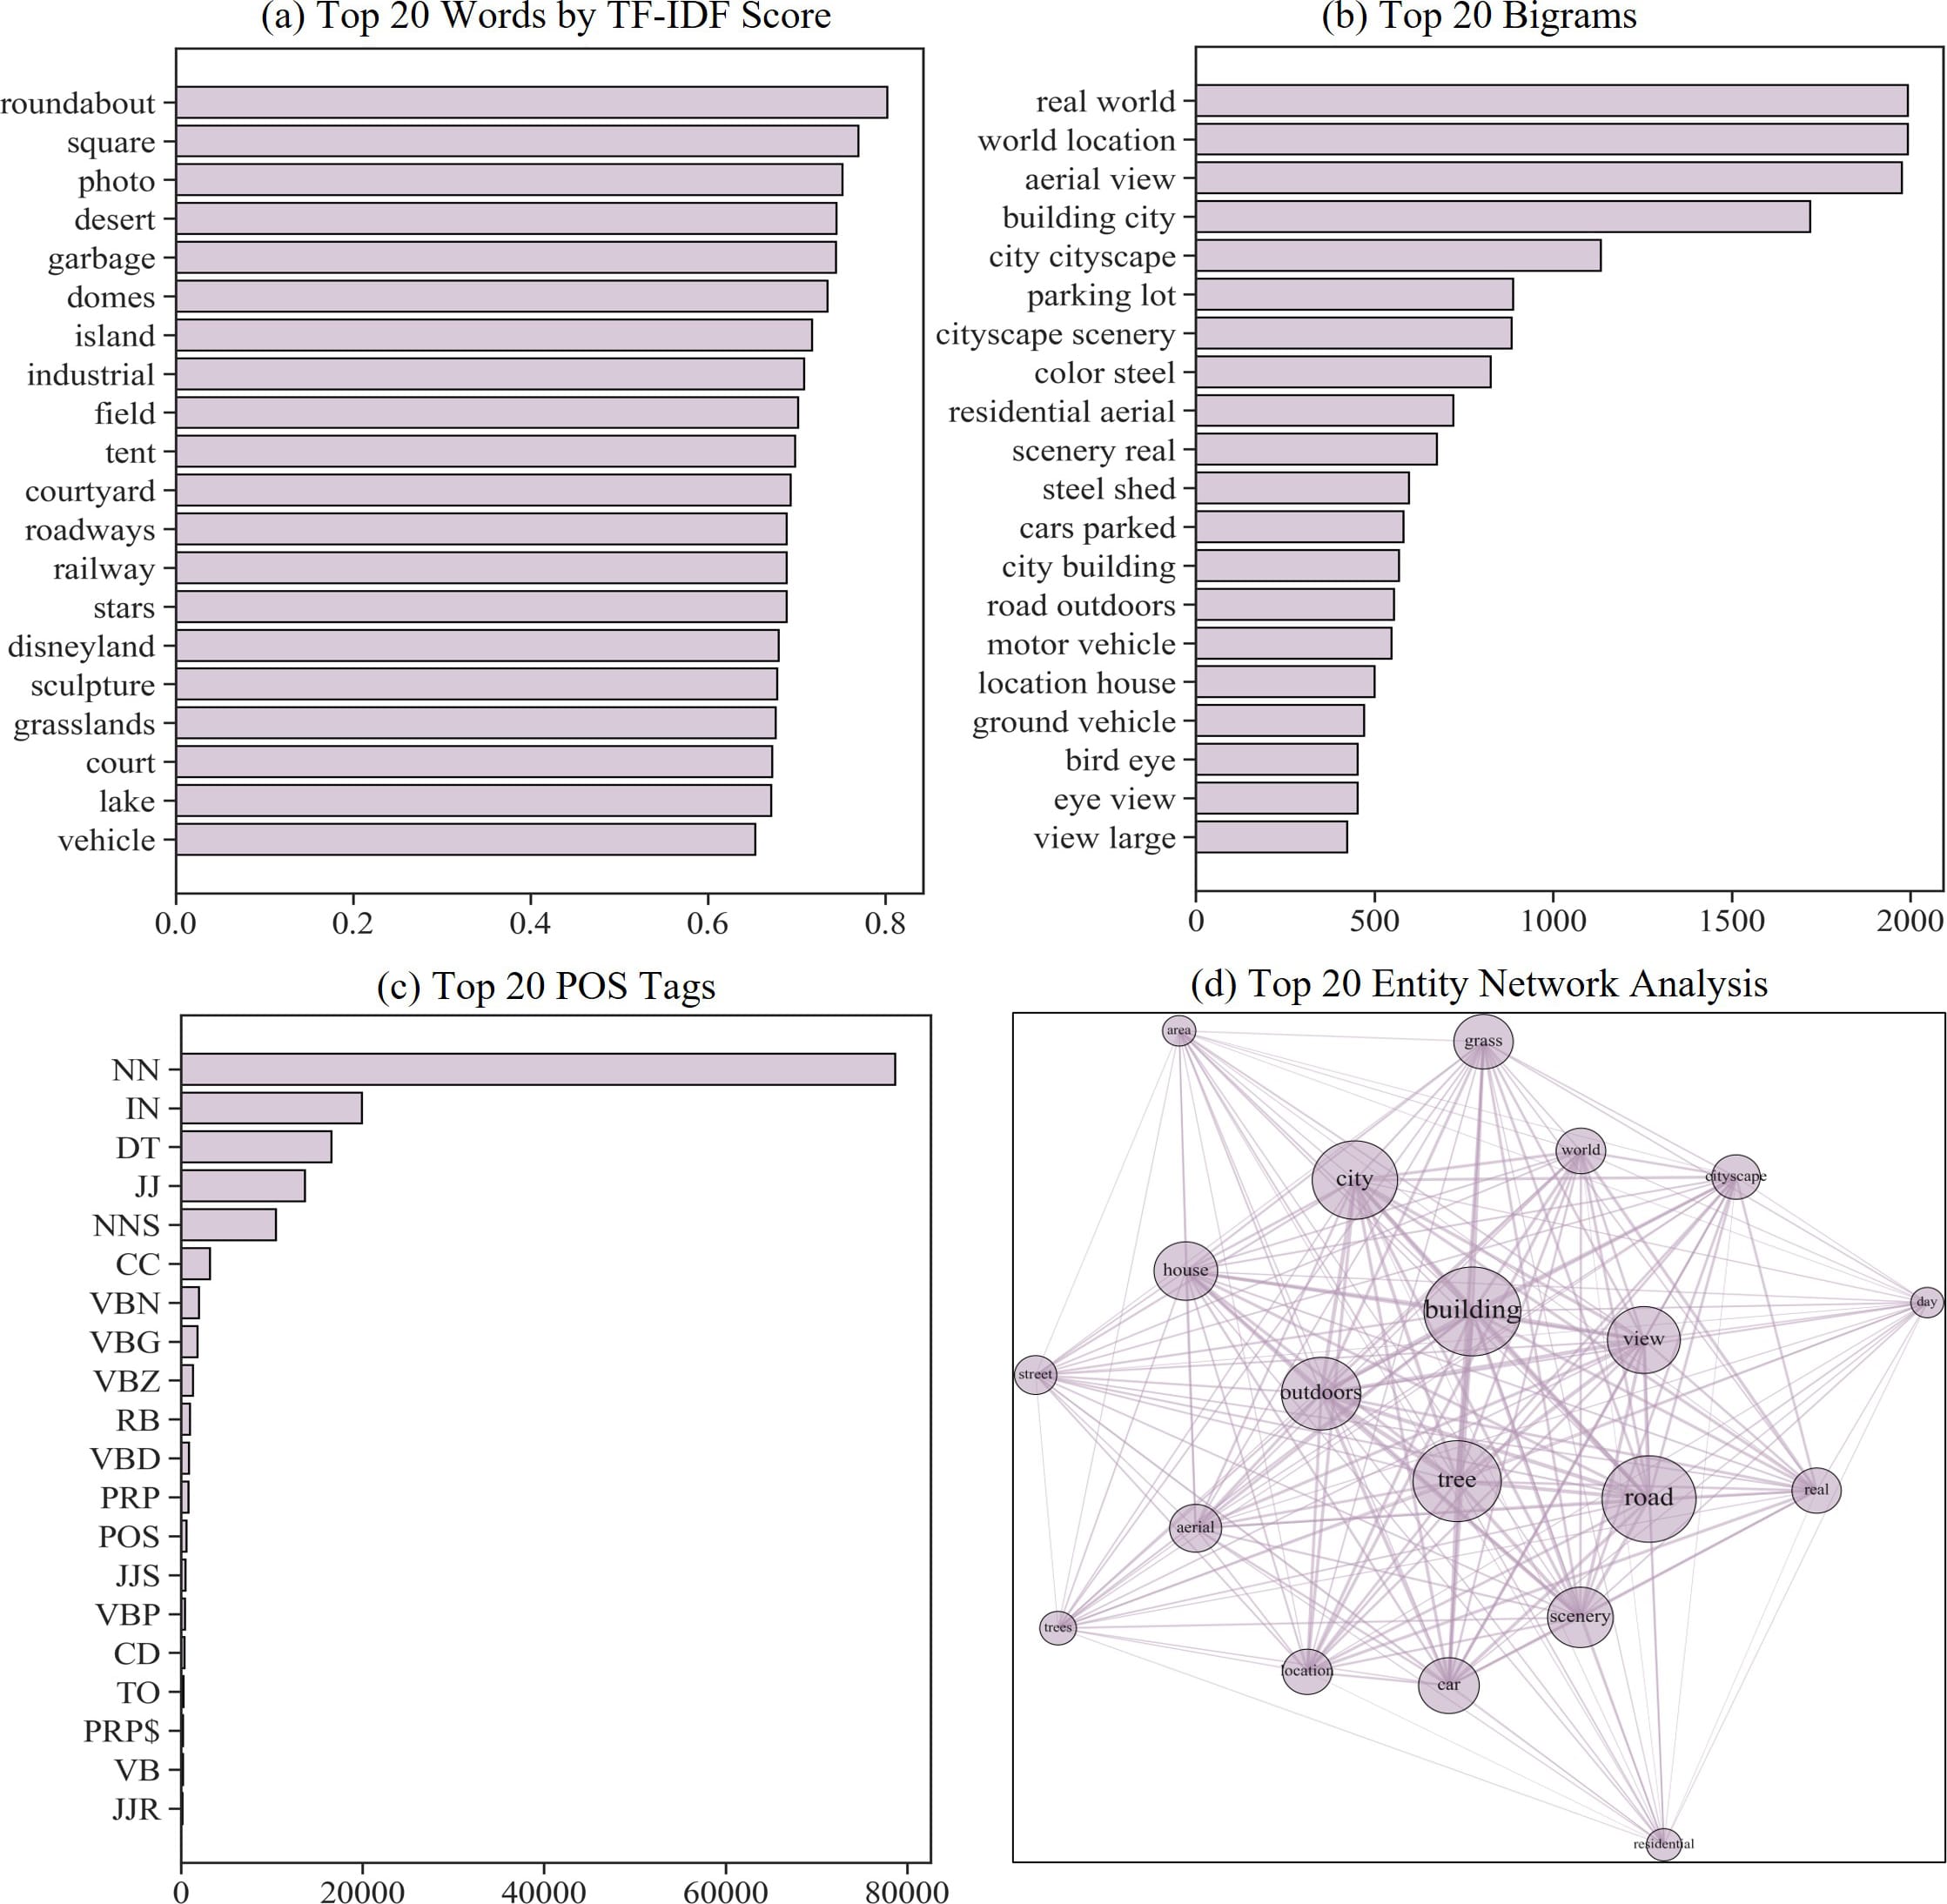 (a) Top 20 Words by TF-IDF Score
roundabout
square
photo
desert
garbage
domes
island
industrial
field
tent
courtyard
roadways
railway
stars
disneyland
sculpture
grasslands
court
lake
vehicle
0.0 0.2 0.4 0.6 0.8
(b) Top 20 Bigrams
real world
world location
aerial view
building city
city cityscape
parking lot
cityscape scenery
color steel
residential aerial
scenery real
steel shed
cars parked
city building
road outdoors
motor vehicle
location house
ground vehicle
bird eye
eye view
view large
0 500 1000 1500 2000
(c) Top 20 POS Tags
NN
IN
DT
JJ
NNS
CC
VBN
VBG
VBZ
RB
VBD
PRP
POS
JJS
VBP
CD
TO
PRP$
VB
JJR
0 20000 40000 60000 80000
(d) Top 20 Entity Network Analysis
area
grass
world
city
cityscape
house
building
day
view
street
outdoors
tree
road
real
aerial
scenery
trees
location
car
residential